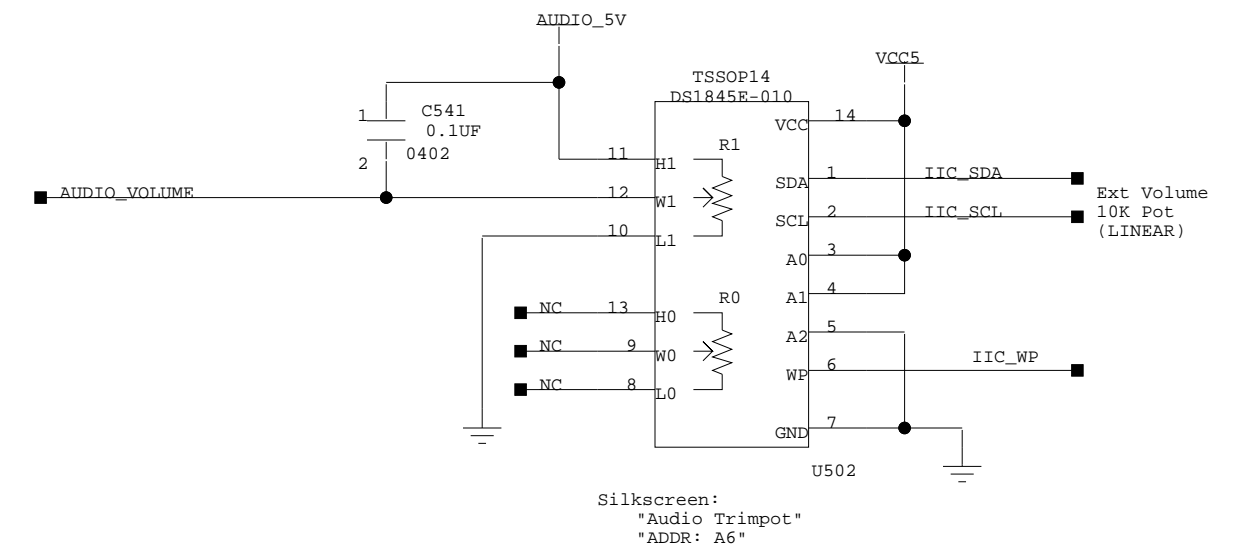 AUDIO_5V
VCC5
TSSOP14
DS1845E-010
1 C541
0.1UF
0402
2
AUDIO_VOLUME
11 H1 R1
12 W1
10 L1
NC 13 H0 R0
NC 9 W0
NC 8 L0
VCC 14
SDA 1 IIC_SDA
SCL 2 IIC_SCL
A0 3
A1 4
A2 5
WP 6 IIC_WP
GND 7
Ext Volume
10K Pot
(LINEAR)
U502
Silkscreen:
"Audio Trimpot"
"ADDR: A6"